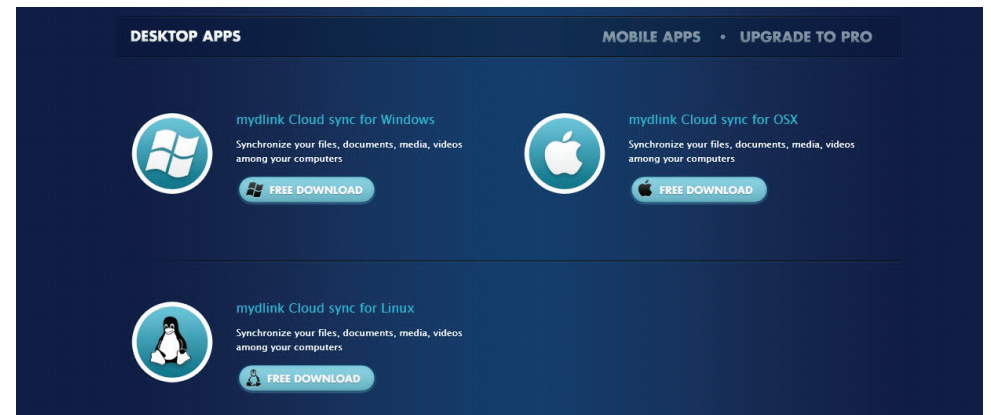 DESKTOP APPS
MOBILE APPS • UPGRADE TO PRO
mydlink Cloud sync for Windows
Synchronize your files, documents, media, videos
among your computers
FREE DOWNLOAD
mydlink Cloud sync for OSX
Synchronize your files, documents, media, videos
among your computers
FREE DOWNLOAD
mydlink Cloud sync for Linux
Synchronize your files, documents, media, videos
among your computers
FREE DOWNLOAD